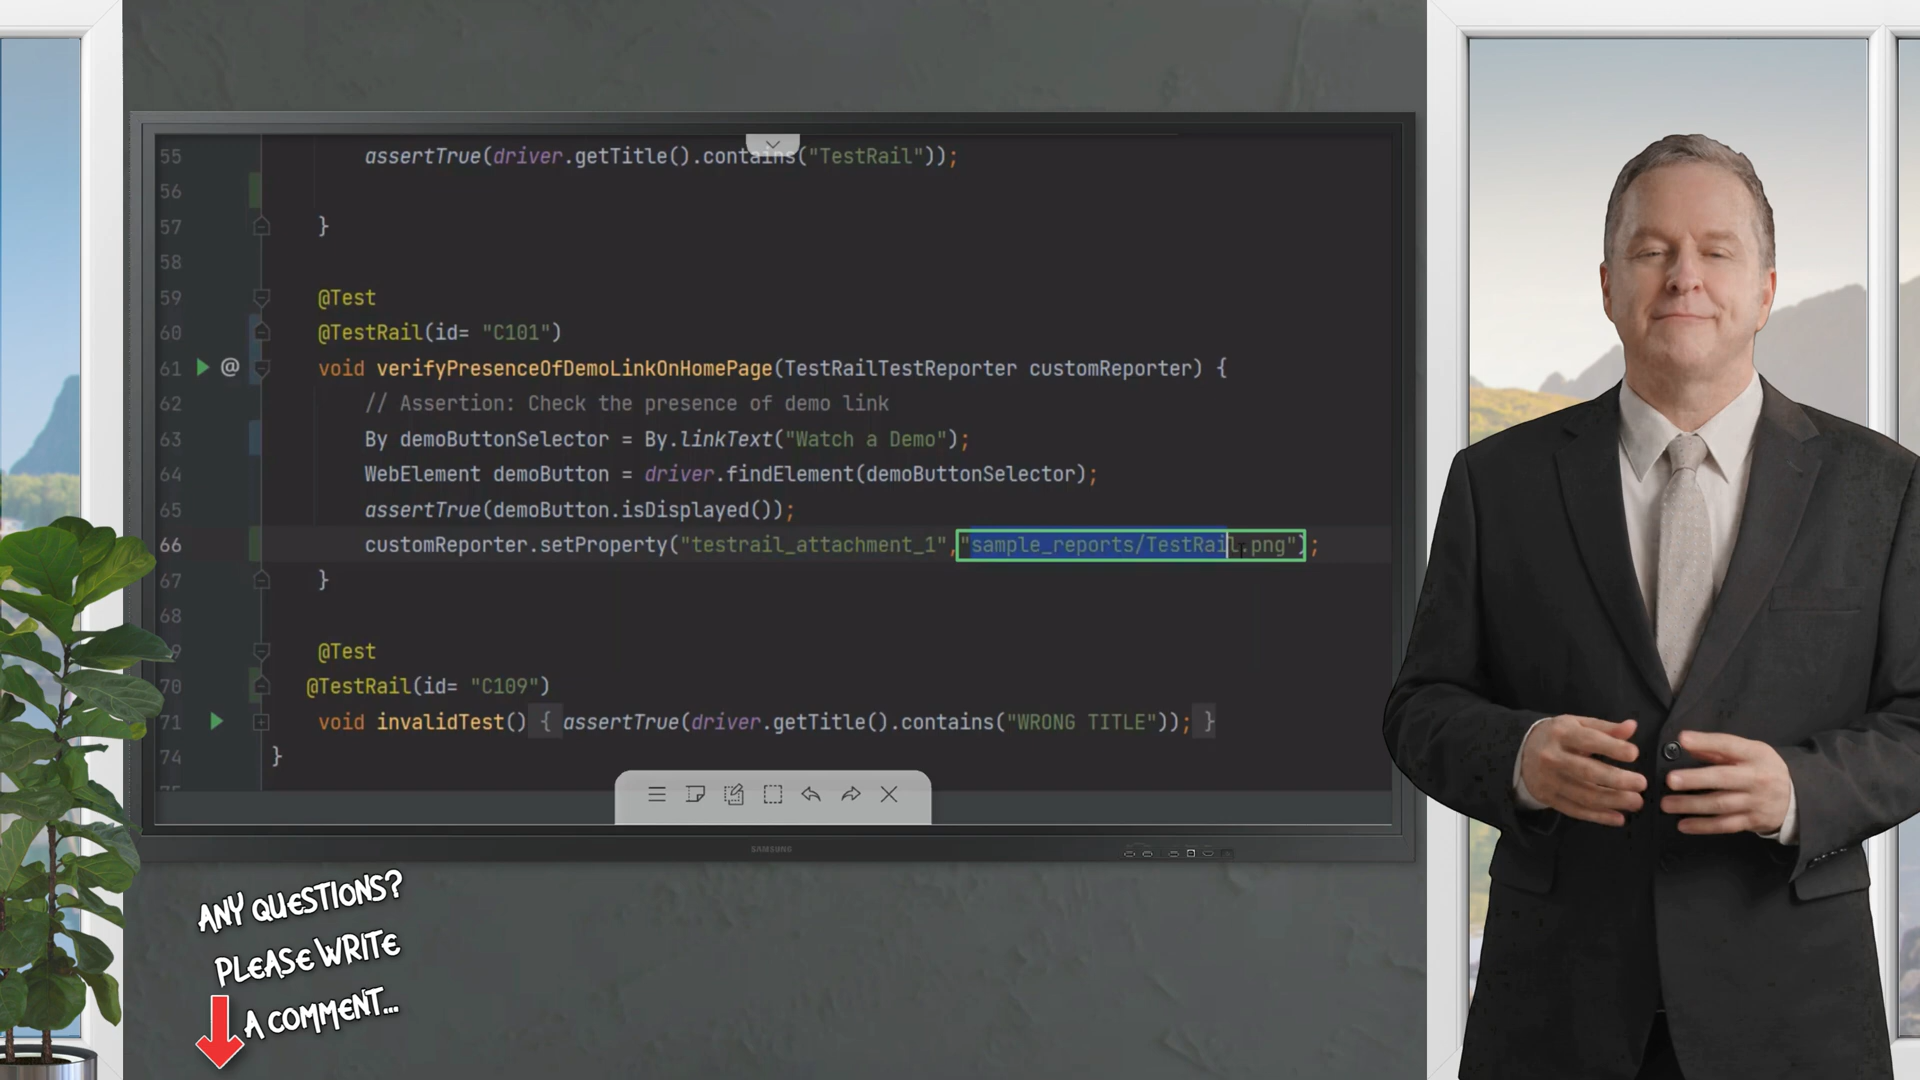 55 assertTrue(driver.getTitle().contains("TestRail"));
56
57 }
58
59 @Test
60 @TestRail(id= "C101")
61 @ void verifyPresenceOfDemoLinkOnHomePage(TestRailTestReporter customReporter) {
62 // Assertion: Check the presence of demo link
63 By demoButtonSelector = By.linkText("Watch a Demo");
64 WebElement demoButton = driver.findElement(demoButtonSelector);
65 assertTrue(demoButton.isDisplayed());
66 customReporter.setProperty("testrail_attachment_1","sample_reports/TestRail.png");
67 }
68
69 @Test
70 @TestRail(id= "C109")
71 void invalidTest() { assertTrue(driver.getTitle().contains("WRONG TITLE")); }
74 }
SAMSUNG
ANY QUESTIONS?
PLEASE WRITE
A COMMENT...